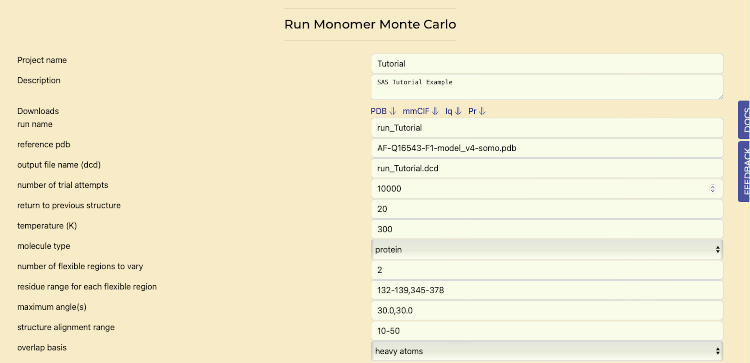 Run Monomer Monte Carlo
Project name Tutorial
Description SAS Tutorial Example
Downloads PDB mmCIF Iq Pr
run name run_Tutorial
reference pdb AF-Q16543-F1-model_v4-somo.pdb
output file name (dcd) run_Tutorial.dcd
number of trial attempts 10000
return to previous structure 20
temperature (K) 300
molecule type protein
number of flexible regions to vary 2
residue range for each flexible region 132-139,345-378
maximum angle(s) 30.0,30.0
structure alignment range 10-50
overlap basis heavy atoms
DOCS
FEEDBACK